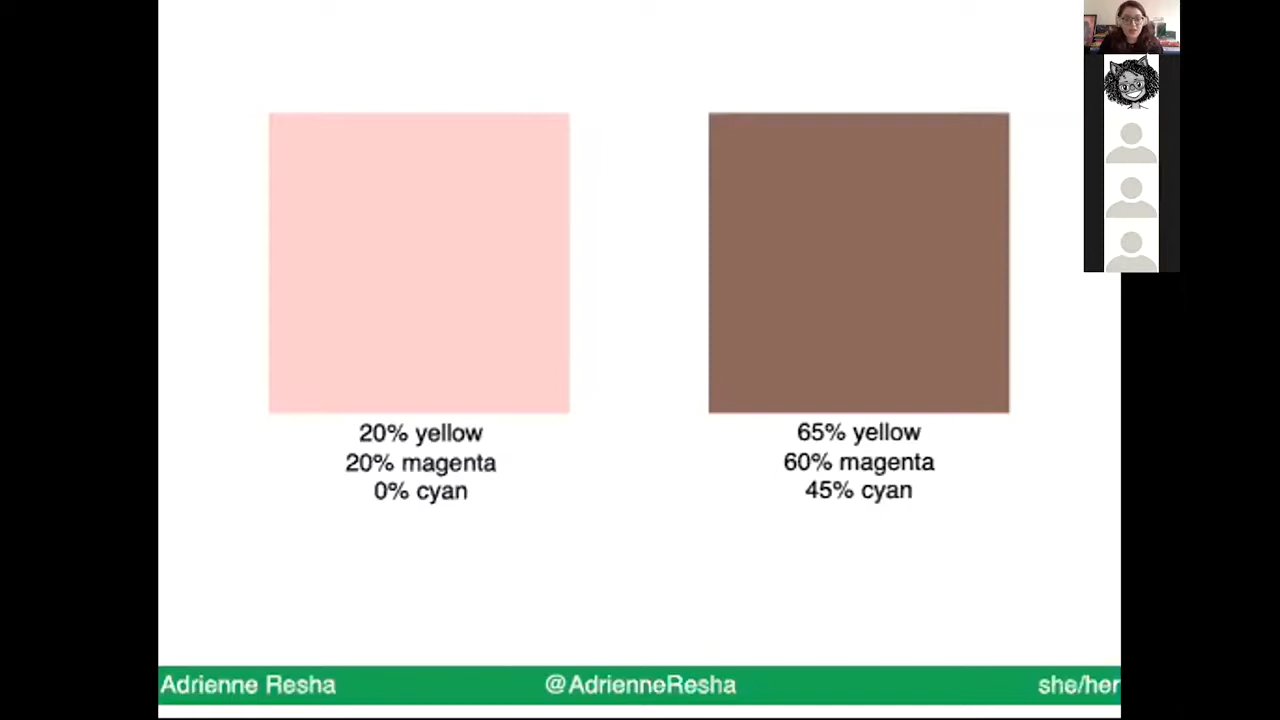 20% yellow
20% magenta
0% cyan
65% yellow
60% magenta
45% cyan
Adrienne Resha
@AdrienneResha
she/her